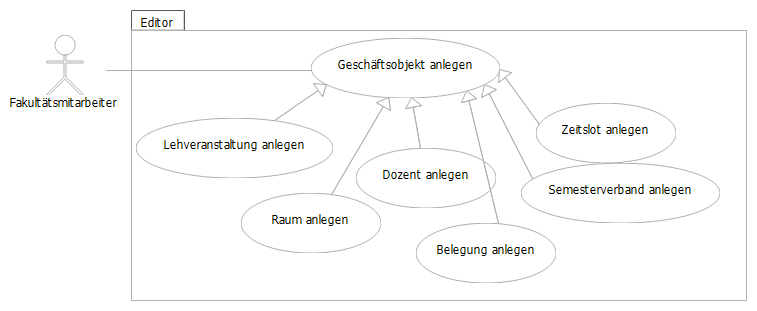 Editor
Geschäftsobjekt anlegen
Fakultätsmitarbeiter
Zeitslot anlegen
Lehveranstaltung anlegen
Dozent anlegen
Semesterverband anlegen
Raum anlegen
Belegung anlegen